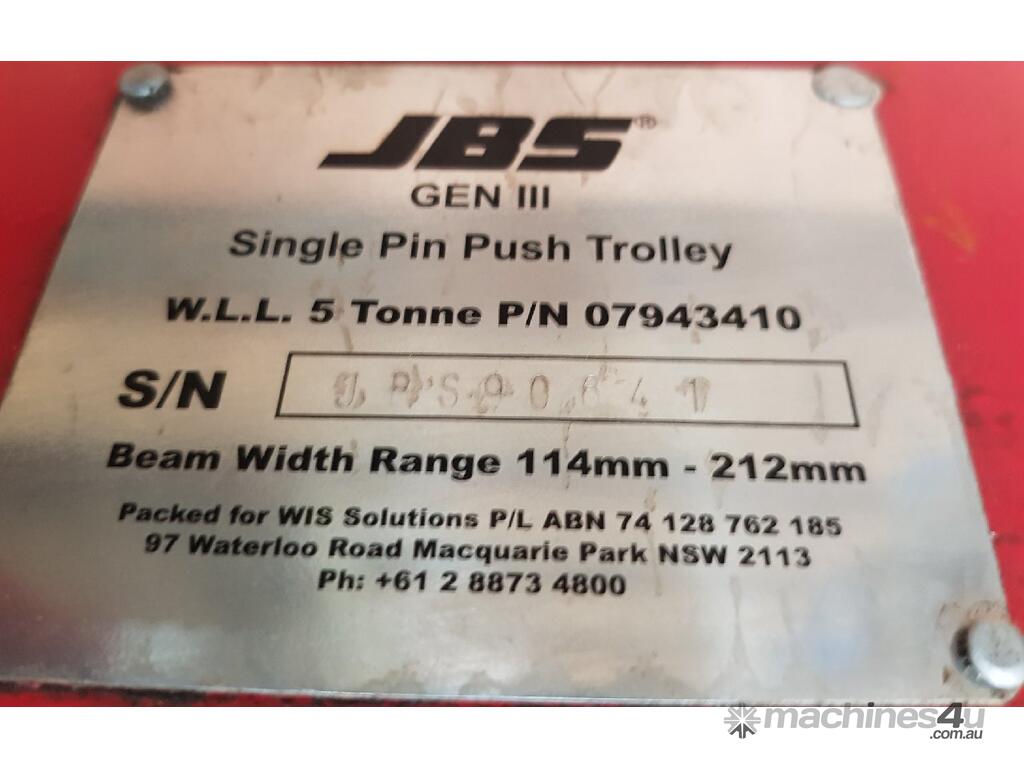 JBS®
GEN III
Single Pin Push Trolley
W.L.L. 5 Tonne P/N 07943410
S/N
Beam Width Range 114mm - 212mm
Packed for WIS Solutions P/L ABN 74 128 762 185
97 Waterloo Road Macquarie Park NSW 2113
Ph: +61 2 8873 4800
machines4u
.com.au